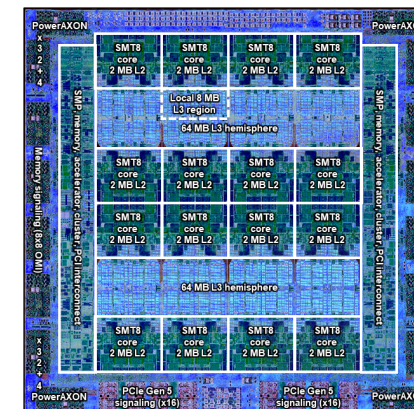 PowerAXON
PowerAXON
x
3
2
+
4
SMT8
core
2 MB L2
SMT8
core
2 MB L2
SMT8
core
2 MB L2
SMT8
core
2 MB L2
Local 8 MB
L3 region
64 MB L3 hemisphere
SMP, memory, accelerator, cluster, PCI interconnect
SMP, memory, accelerator, cluster, PCI interconnect
Memory signaling (8x8 OMI)
SMT8
core
2 MB L2
SMT8
core
2 MB L2
SMT8
core
2 MB L2
SMT8
core
2 MB L2
SMT8
core
2 MB L2
SMT8
core
2 MB L2
SMT8
core
2 MB L2
SMT8
core
2 MB L2
64 MB L3 hemisphere
SMT8
core
2 MB L2
SMT8
core
2 MB L2
SMT8
core
2 MB L2
SMT8
core
2 MB L2
x
3
2
+
4
PowerAXON
PCIe Gen 5
signaling (x16)
PCIe Gen 5
signaling (x16)
PowerAXON